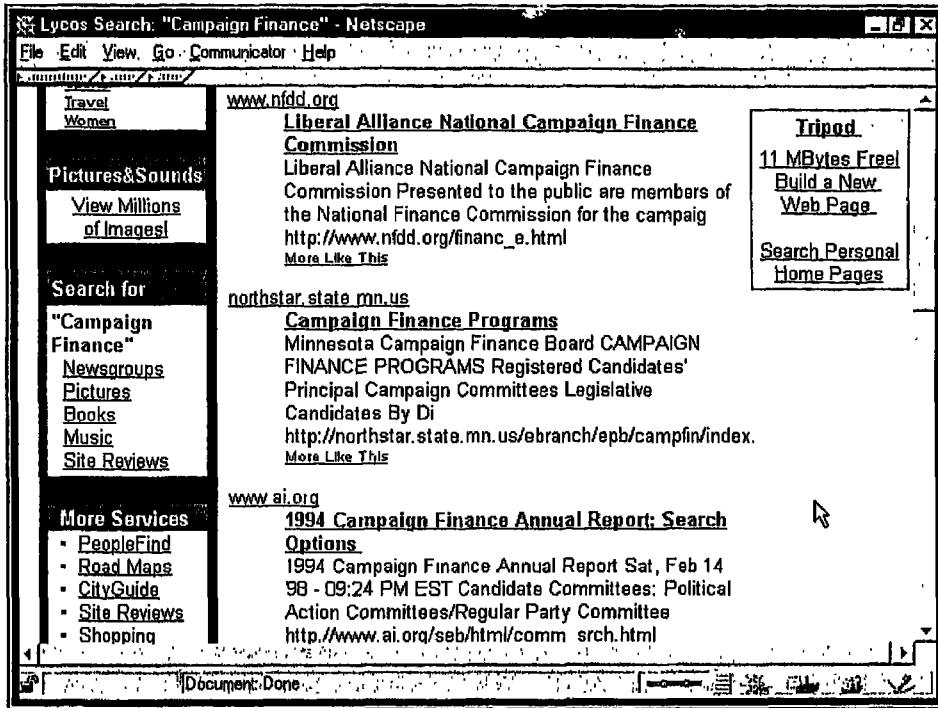 Lycos Search: "Campaign Finance" - Netscape
File Edit View Go Communicator Help
Travel
Women
Pictures&Sounds
View Millions
of Images!
Search for
"Campaign
Finance"
Newsgroups
Pictures
Books
Music
Site Reviews
More Services
- PeopleFind
- Road Maps
- CityGuide
- Site Reviews
- Shopping
www.nfdd.org
Liberal Alliance National Campaign Finance
Commission
Liberal Alliance National Campaign Finance
Commission Presented to the public are members of
the National Finance Commission for the campaig
http://www.nfdd.org/financ_e.html
More Like This
northstar.state.mn.us
Campaign Finance Programs
Minnesota Campaign Finance Board CAMPAIGN
FINANCE PROGRAMS Registered Candidates'
Principal Campaign Committees Legislative
Candidates By Di
http://northstar.state.mn.us/ebranch/epb/campfin/index.
More Like This
www.ai.org
1994 Campaign Finance Annual Report: Search
Options
1994 Campaign Finance Annual Report Sat, Feb 14
'98 - 09:24 PM EST Candidate Committees: Political
Action Committees/Regular Party Committee
http://www.ai.org/seb/html/comm_srch.html
Tripod
11 MBytes Free!
Build a New
Web Page
Search Personal
Home Pages
Document: Done